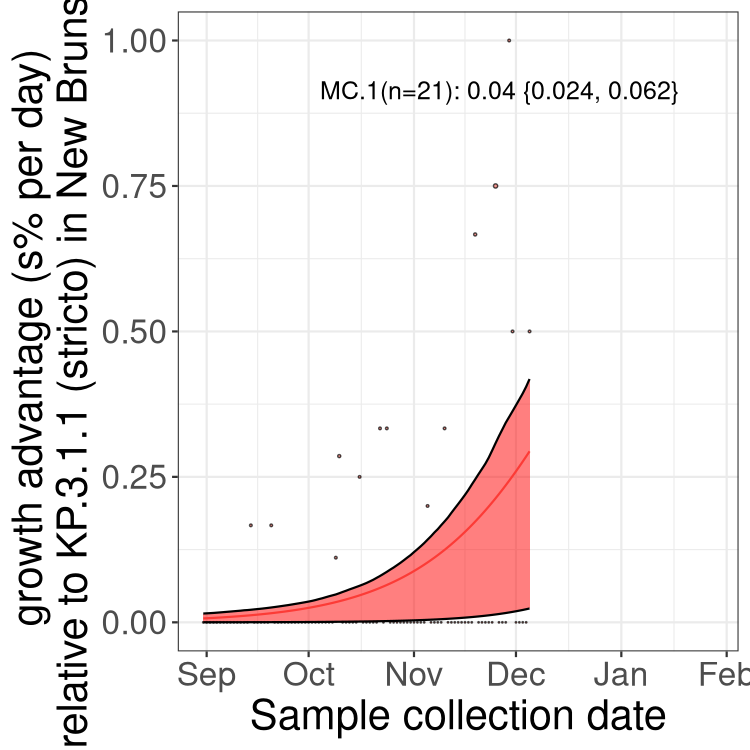 growth advantage (s% per day)
relative to KP.3.1.1 (stricto) in New Bruns
1.00
0.75
0.50
0.25
0.00
MC.1(n=21): 0.04 {0.024, 0.062}
Sep Oct Nov Dec Jan Feb
Sample collection date